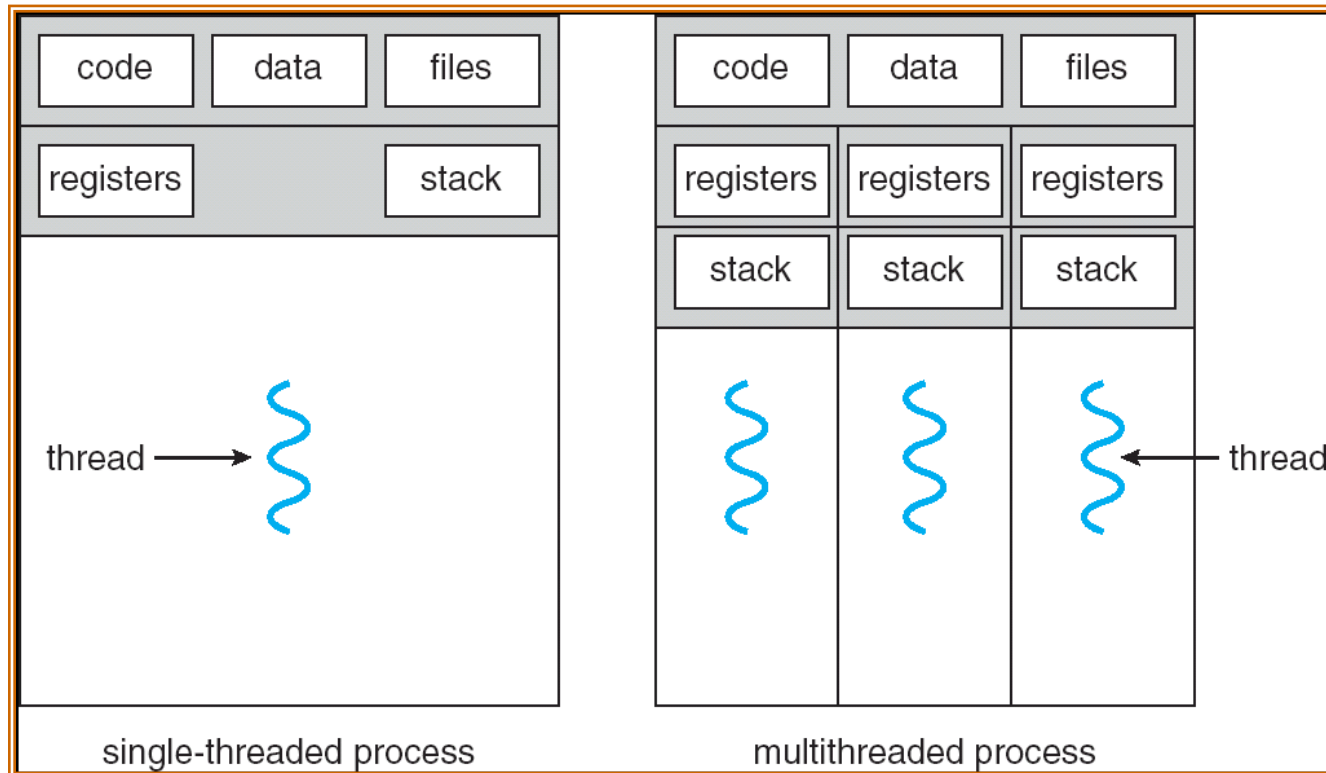 code data files code data files
registers stack registers registers registers
stack stack stack
thread thread
single-threaded process multithreaded process